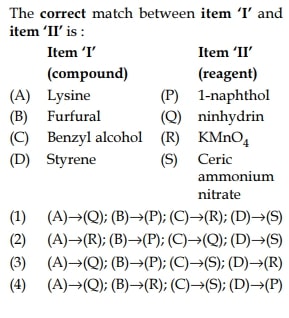 The correct match between item 'I' and
item 'II' is :
Item 'I' Item 'II'
(compound) (reagent)
(A) Lysine (P) 1-naphthol
(B) Furfural (Q) ninhydrin
(C) Benzyl alcohol (R) KMnO₄
(D) Styrene (S) Ceric
ammonium
nitrate
(1) (A)→(Q); (B)→(P); (C)→(R); (D)→(S)
(2) (A)→(R); (B)→(P); (C)→(Q); (D)→(S)
(3) (A)→(Q); (B)→(P); (C)→(S); (D)→(R)
(4) (A)→(Q); (B)→(R); (C)→(S); (D)→(P)